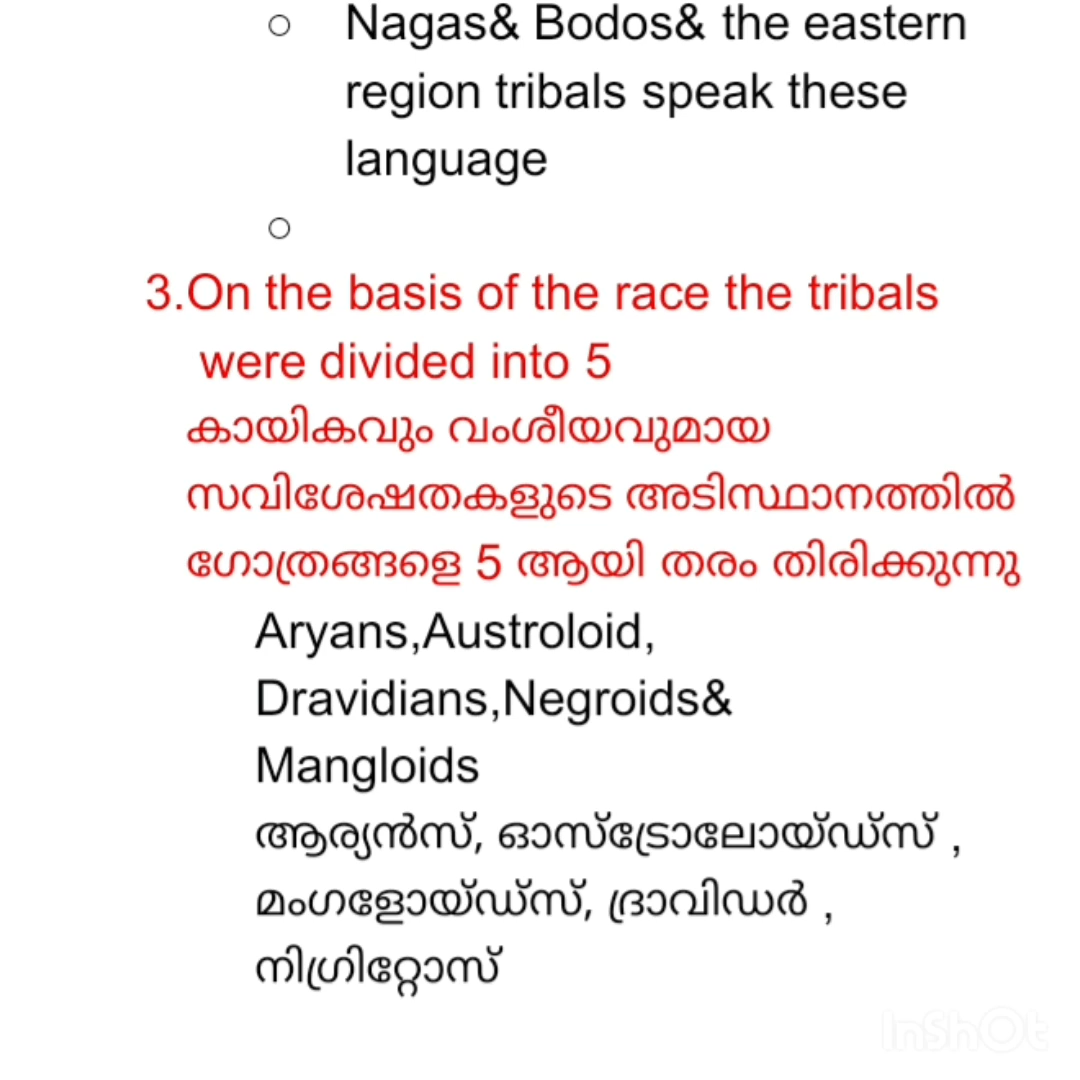 Nagas& Bodos& the eastern
region tribals speak these
language
3.On the basis of the race the tribals
were divided into 5
കായികവും വംശീയവുമായ
സവിശേഷതകളുടെ അടിസ്ഥാനത്തിൽ
ഗോത്രങ്ങളെ 5 ആയി തരം തിരിക്കുന്നു
Aryans,Austroloid,
Dravidians,Negroids&
Mangloids
ആര്യൻസ്, ഓസ്ട്രോലോയ്ഡ്സ് ,
മംഗളോയ്ഡ്സ്, ദ്രാവിഡർ ,
നിഗ്രിറ്റോസ്
InShOt